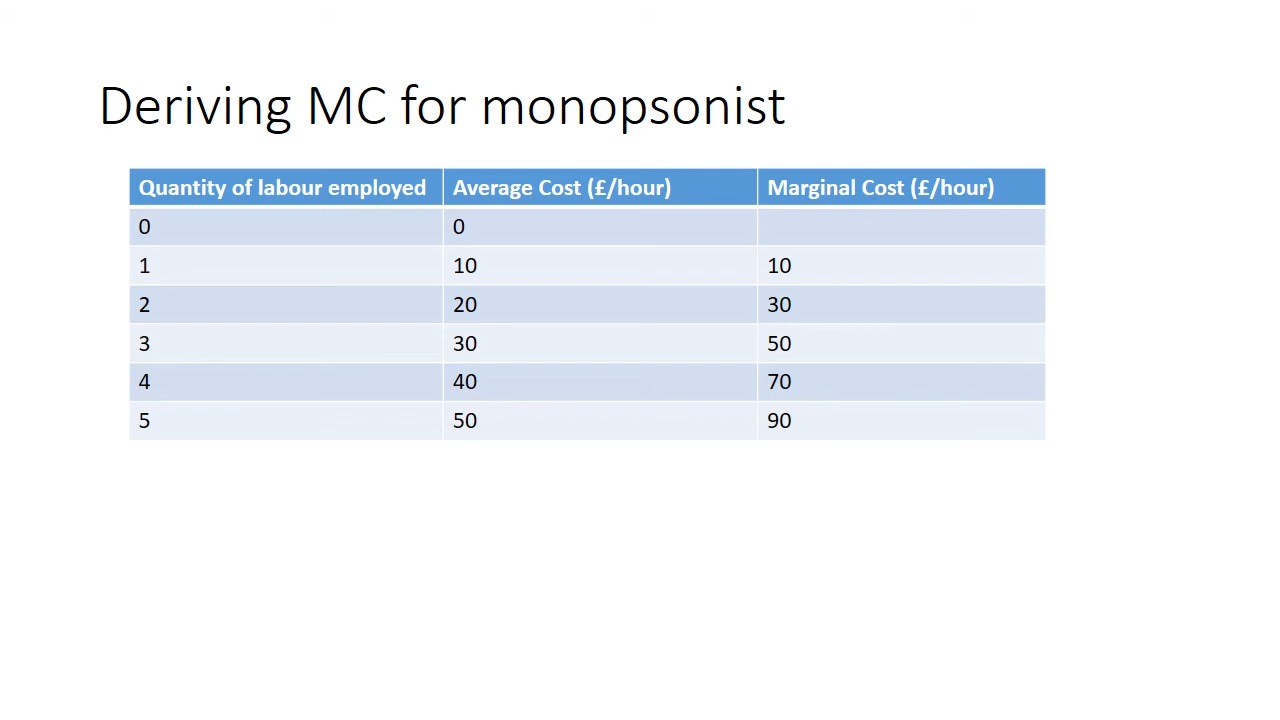 Deriving MC for monopsonist
Quantity of labour employed Average Cost (£/hour) Marginal Cost (£/hour)
0 0
1 10 10
2 20 30
3 30 50
4 40 70
5 50 90